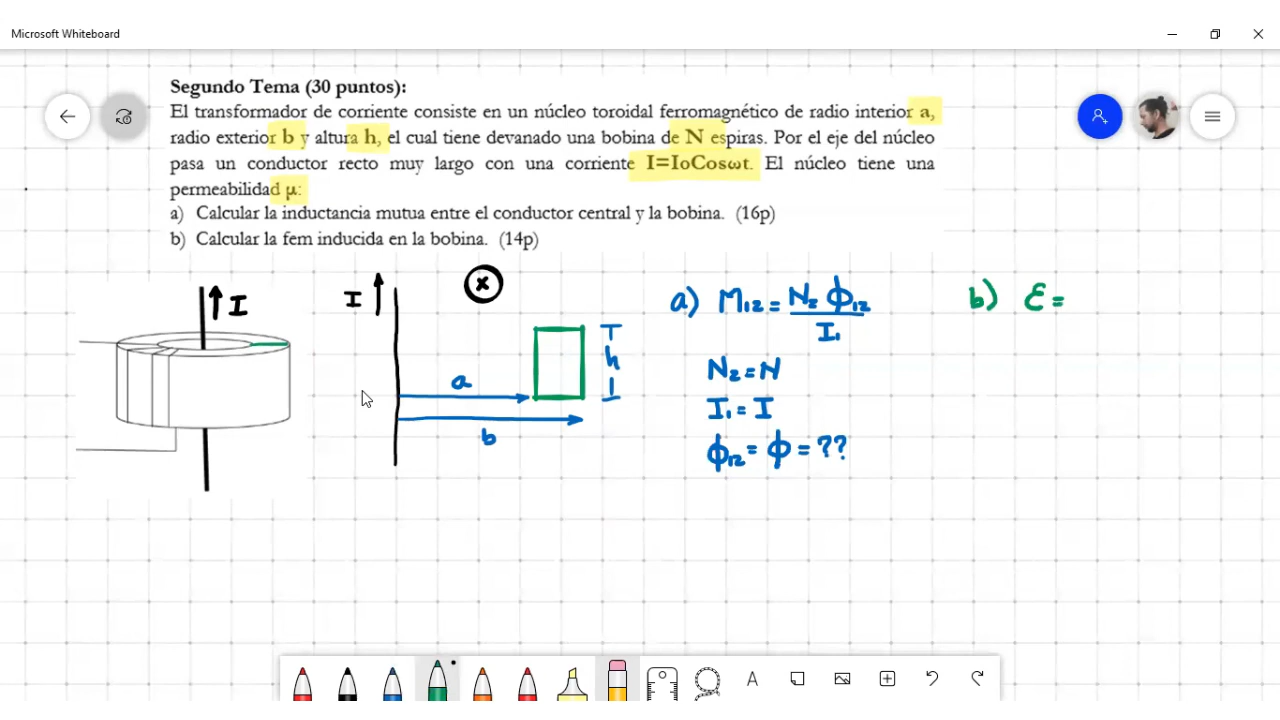 Microsoft Whiteboard
Segundo Tema (30 puntos):
El transformador de corriente consiste en un núcleo toroidal ferromagnético de radio interior a,
radio exterior b y altura h, el cual tiene devanado una bobina de N espiras. Por el eje del núcleo
pasa un conductor recto muy largo con una corriente I=IoCosωt. El núcleo tiene una
permeabilidad μ:
a) Calcular la inductancia mutua entre el conductor central y la bobina. (16p)
b) Calcular la fem inducida en la bobina. (14p)
I
I
x
a
b
h
a) M₁₂ = N₂ Φ₁₂ / I₁
N₂ = N
I₁ = I
ϕ₁₂ = ϕ = ??
b) ε =
A